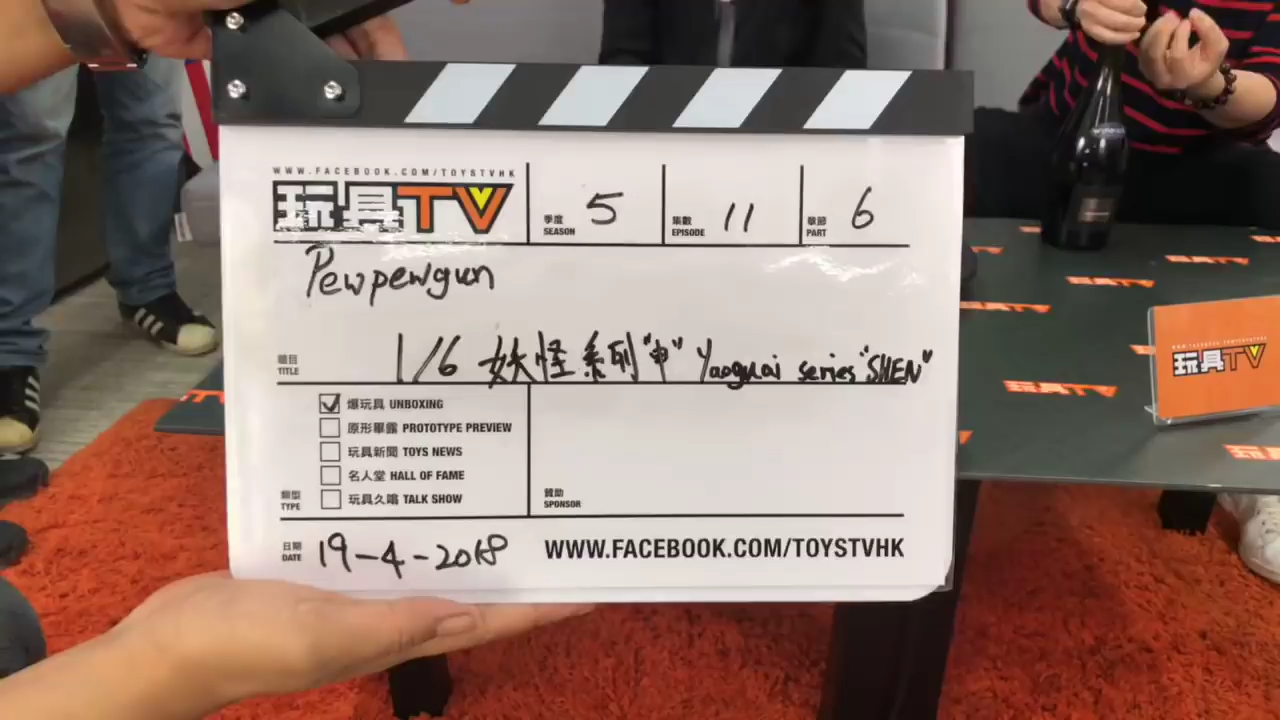 WWW.FACEBOOK.COM/TOYSTVHK
玩具TV
季度 SEASON 5
集數 EPISODE 11
章節 PART 6
Pewpewgun
題目 TITLE
1/6 妖怪系列"申" Yaoguai series "SHEN"
類型 TYPE
爆玩具 UNBOXING
原形畢露 PROTOTYPE PREVIEW
玩具新聞 TOYS NEWS
名人堂 HALL OF FAME
玩具久噏 TALK SHOW
贊助 SPONSOR
日期 DATE 19-4-2018
WWW.FACEBOOK.COM/TOYSTVHK
玩具TV